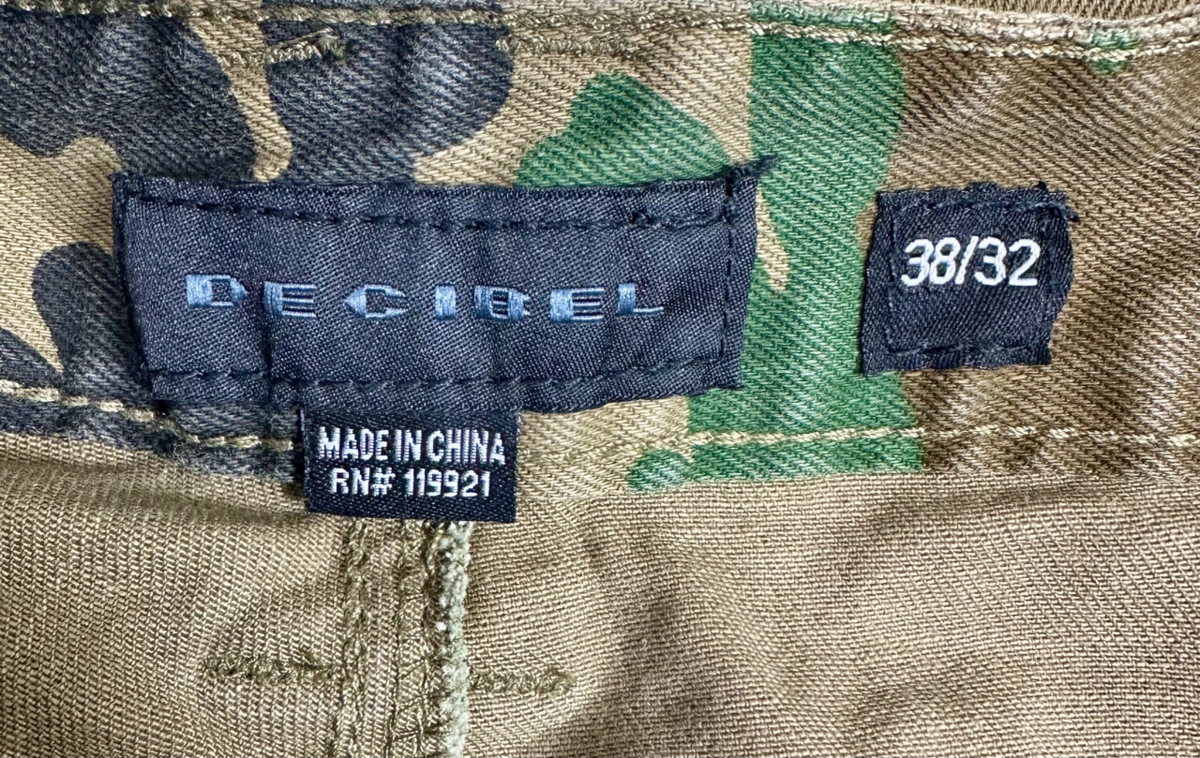 DECIBEL
38/32
MADE IN CHINA
RN# 119921